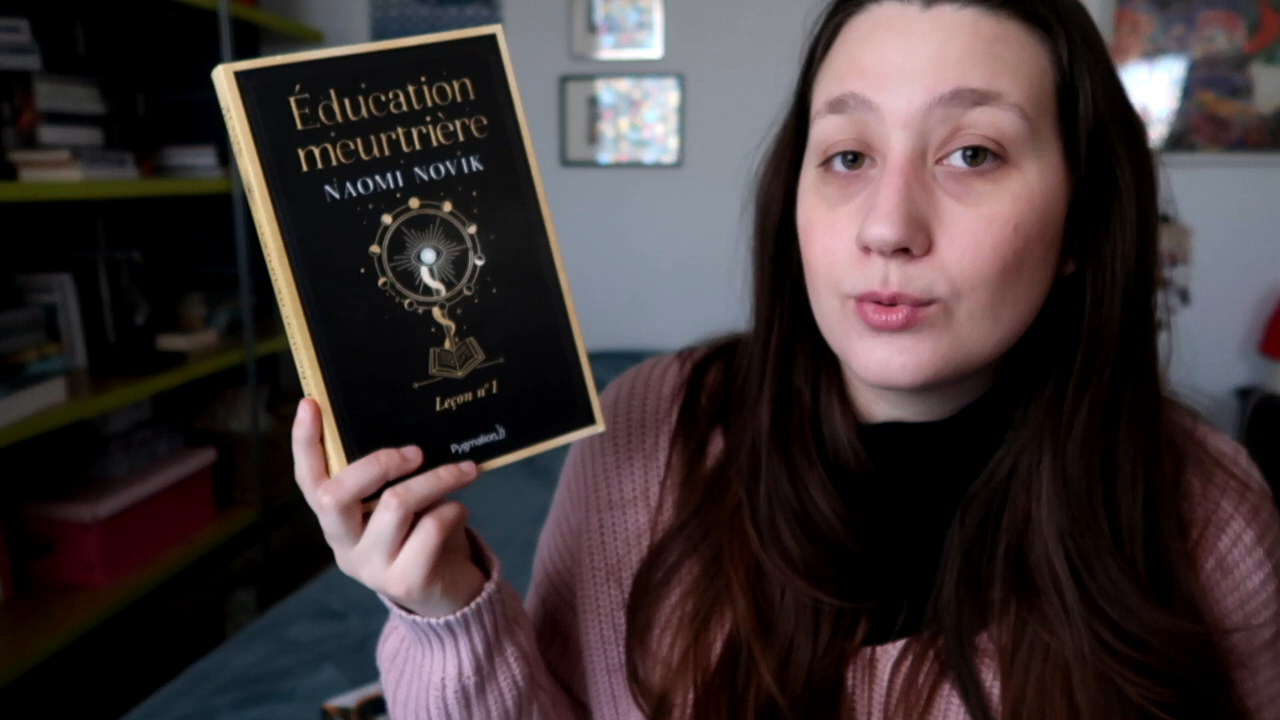 Éducation
meurtrière
NAOMI NOVIK
Leçon n° 1
Pygmalion